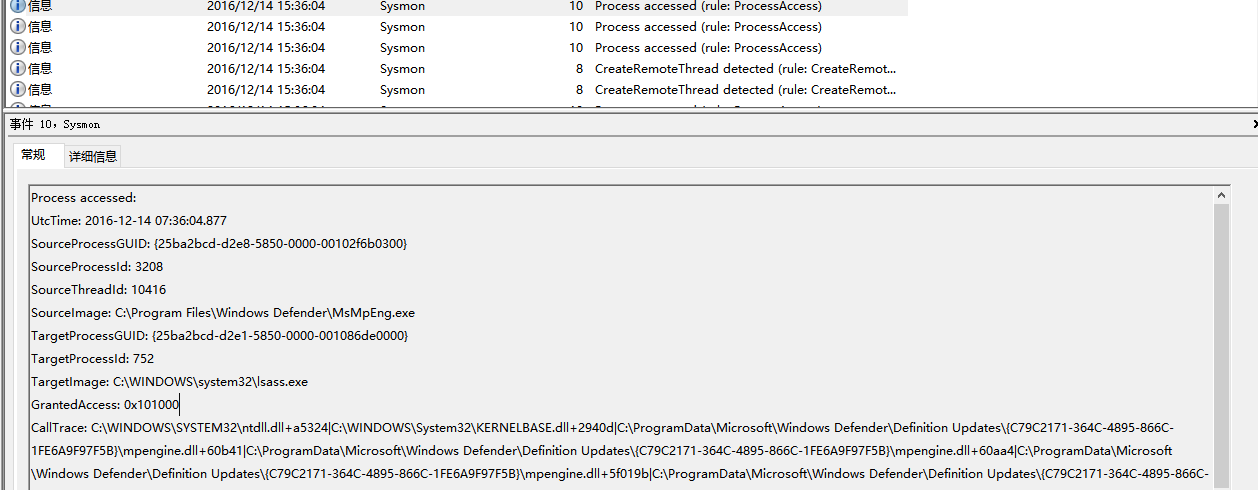 信息 2016/12/14 15:36:04 Sysmon 10 Process accessed (rule: ProcessAccess)
信息 2016/12/14 15:36:04 Sysmon 10 Process accessed (rule: ProcessAccess)
信息 2016/12/14 15:36:04 Sysmon 10 Process accessed (rule: ProcessAccess)
信息 2016/12/14 15:36:04 Sysmon 8 CreateRemoteThread detected (rule: CreateRemot...
信息 2016/12/14 15:36:04 Sysmon 8 CreateRemoteThread detected (rule: CreateRemot...
事件 10，Sysmon
常规 详细信息
Process accessed:
UtcTime: 2016-12-14 07:36:04.877
SourceProcessGUID: {25ba2bcd-d2e8-5850-0000-00102f6b0300}
SourceProcessId: 3208
SourceThreadId: 10416
SourceImage: C:\Program Files\Windows Defender\MsMpEng.exe
TargetProcessGUID: {25ba2bcd-d2e1-5850-0000-001086de0000}
TargetProcessId: 752
TargetImage: C:\WINDOWS\system32\lsass.exe
GrantedAccess: 0x101000
CallTrace: C:\WINDOWS\SYSTEM32\ntdll.dll+a5324|C:\WINDOWS\System32\KERNELBASE.dll+2940d|C:\ProgramData\Microsoft\Windows Defender\Definition Updates\{C79C2171-364C-4895-866C-
1FE6A9F97F5B}\mpengine.dll+60b41|C:\ProgramData\Microsoft\Windows Defender\Definition Updates\{C79C2171-364C-4895-866C-1FE6A9F97F5B}\mpengine.dll+60aa4|C:\ProgramData\Microsoft
\Windows Defender\Definition Updates\{C79C2171-364C-4895-866C-1FE6A9F97F5B}\mpengine.dll+5f019b|C:\ProgramData\Microsoft\Windows Defender\Definition Updates\{C79C2171-364C-4895-866C-